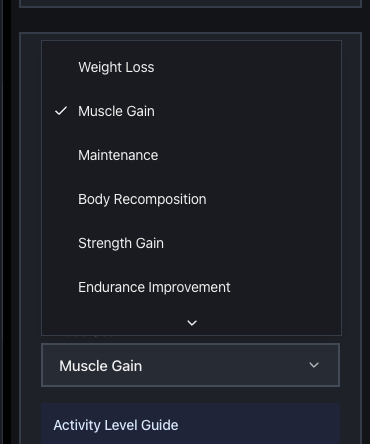 Weight Loss
Muscle Gain
Maintenance
Body Recomposition
Strength Gain
Endurance Improvement
Muscle Gain
Activity Level Guide